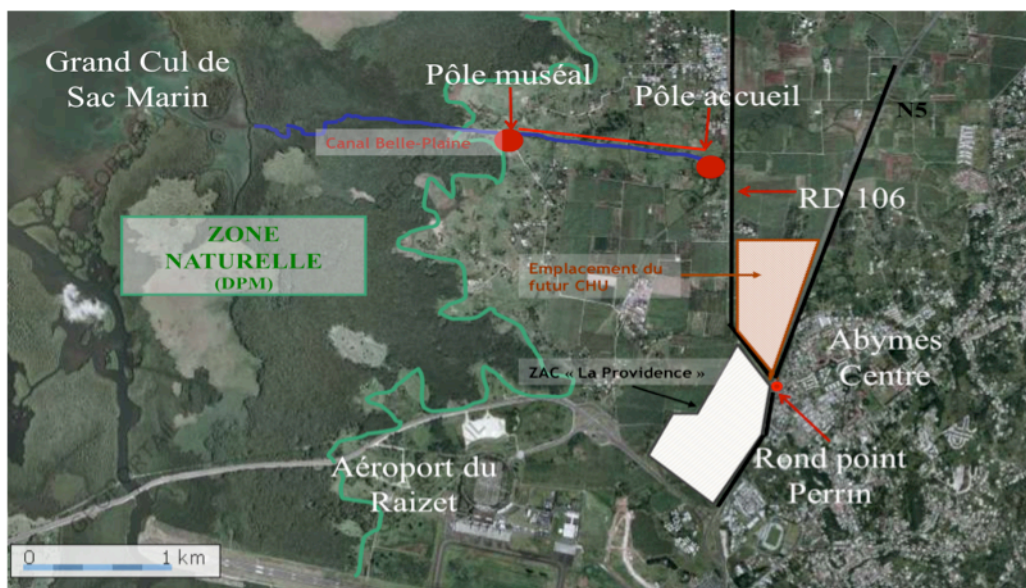 Grand Cul de
Sac Marin
Pôle muséal
Pôle accueil
N5
Canal Belle-Plaine
RD 106
ZONE
NATURELLE
(DPM)
Emplacement du
futur CHU
ZAC « La Providence »
Abymes
Centre
Aéroport du
Raizet
Rond point
Perrin
0 1 km